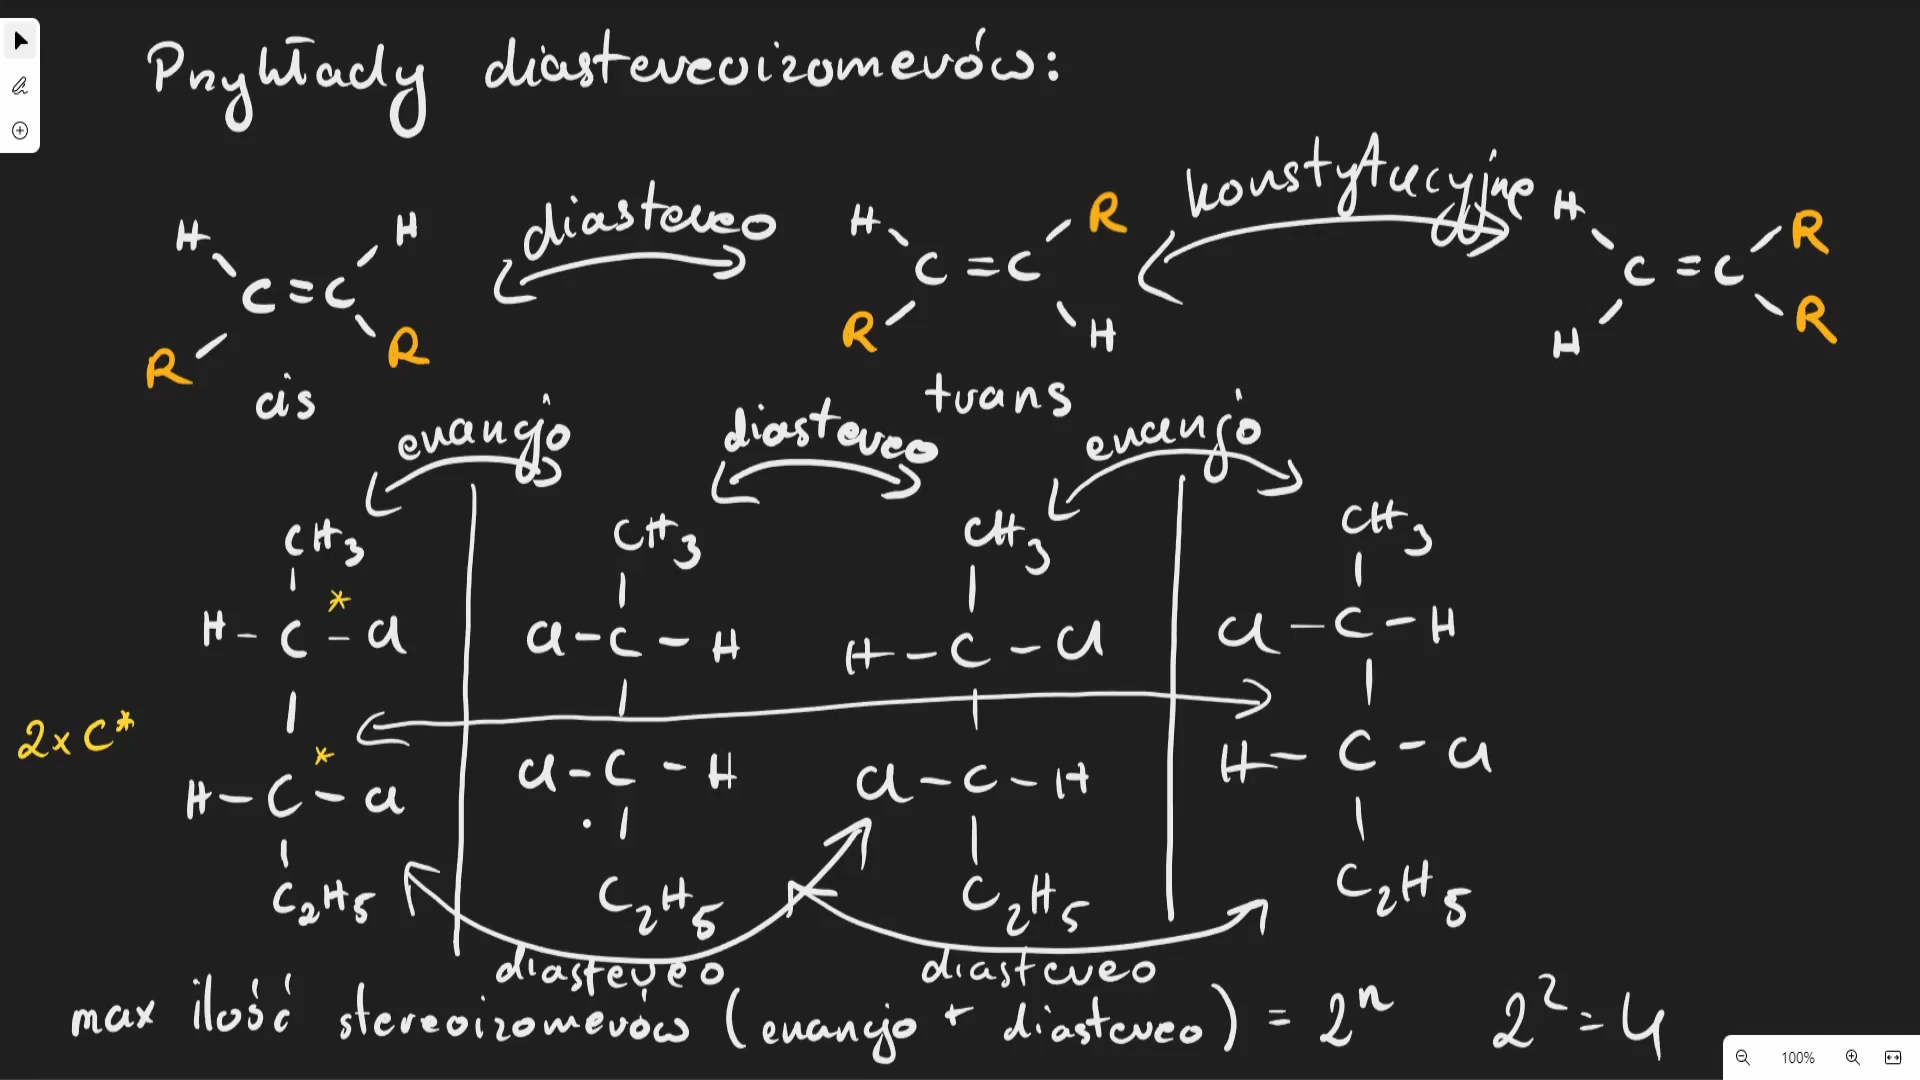 Przykłady diastereoizomerów:
diastereo
konstytucyjne
H H
C=C
R R
cis
H R
C=C
R H
trans
H R
C=C
H R
enancjo
diastereo
enancjo
CH3 CH3 CH3 CH3
H-C*-Cl Cl-C-H H-C-Cl Cl-C-H
2xC*
H-C*-Cl Cl-C-H Cl-C-H H-C-Cl
C2H5 C2H5 C2H5 C2H5
diastereo diastereo
max ilość stereoizomerów (enancjo + diastereo) = 2^n 2^2=4
100%